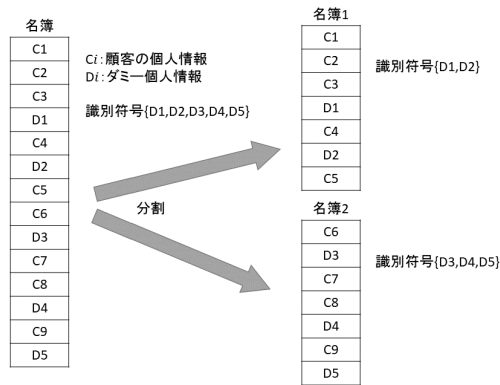 名簿
C1
C2
C3
D1
C4
D2
C5
C6
D3
C7
C8
D4
C9
D5
Ci:顧客の個人情報
Di:ダミー個人情報
識別符号{D1,D2,D3,D4,D5}
分割
名簿1
C1
C2
C3
D1
C4
D2
C5
識別符号{D1,D2}
名簿2
C6
D3
C7
C8
D4
C9
D5
識別符号{D3,D4,D5}